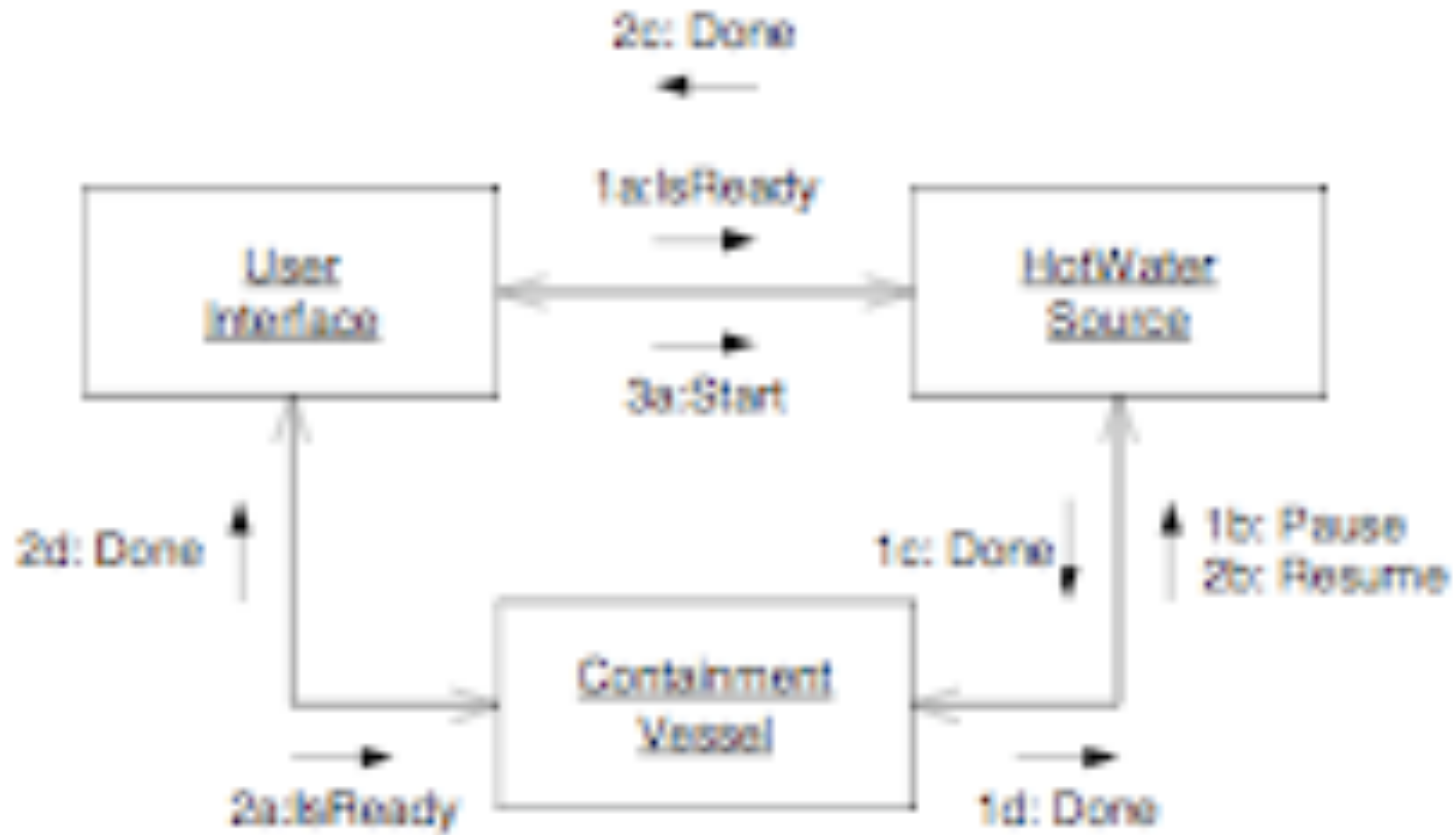 2c: Done
1a:IsReady
User
Interface
HotWater
Source
3a:Start
2d: Done
1c: Done
1b: Pause
2b: Resume
Containment
Vessel
2a:IsReady
1d: Done